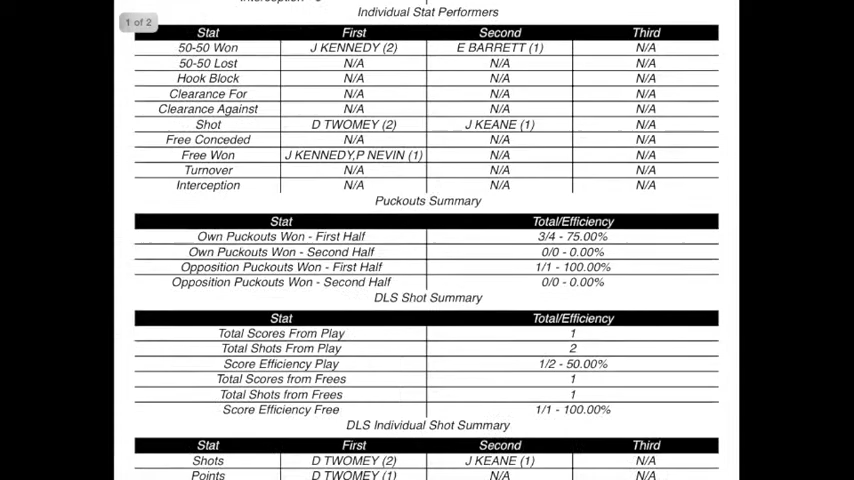 Individual Stat Performers
1 of 2
Stat First Second Third
50-50 Won J KENNEDY (2) E BARRETT (1) N/A
50-50 Lost N/A N/A N/A
Hook Block N/A N/A N/A
Clearance For N/A N/A N/A
Clearance Against N/A N/A N/A
Shot D TWOMEY (2) J KEANE (1) N/A
Free Conceded N/A N/A N/A
Free Won J KENNEDY,P NEVIN (1) N/A N/A
Turnover N/A N/A N/A
Interception N/A N/A N/A
Puckouts Summary
Stat Total/Efficiency
Own Puckouts Won - First Half 3/4 - 75.00%
Own Puckouts Won - Second Half 0/0 - 0.00%
Opposition Puckouts Won - First Half 1/1 - 100.00%
Opposition Puckouts Won - Second Half 0/0 - 0.00%
DLS Shot Summary
Stat Total/Efficiency
Total Scores From Play 1
Total Shots From Play 2
Score Efficiency Play 1/2 - 50.00%
Total Scores from Frees 1
Total Shots from Frees 1
Score Efficiency Free 1/1 - 100.00%
DLS Individual Shot Summary
Stat First Second Third
Shots D TWOMEY (2) J KEANE (1) N/A
Points D TWOMEY (1) N/A N/A